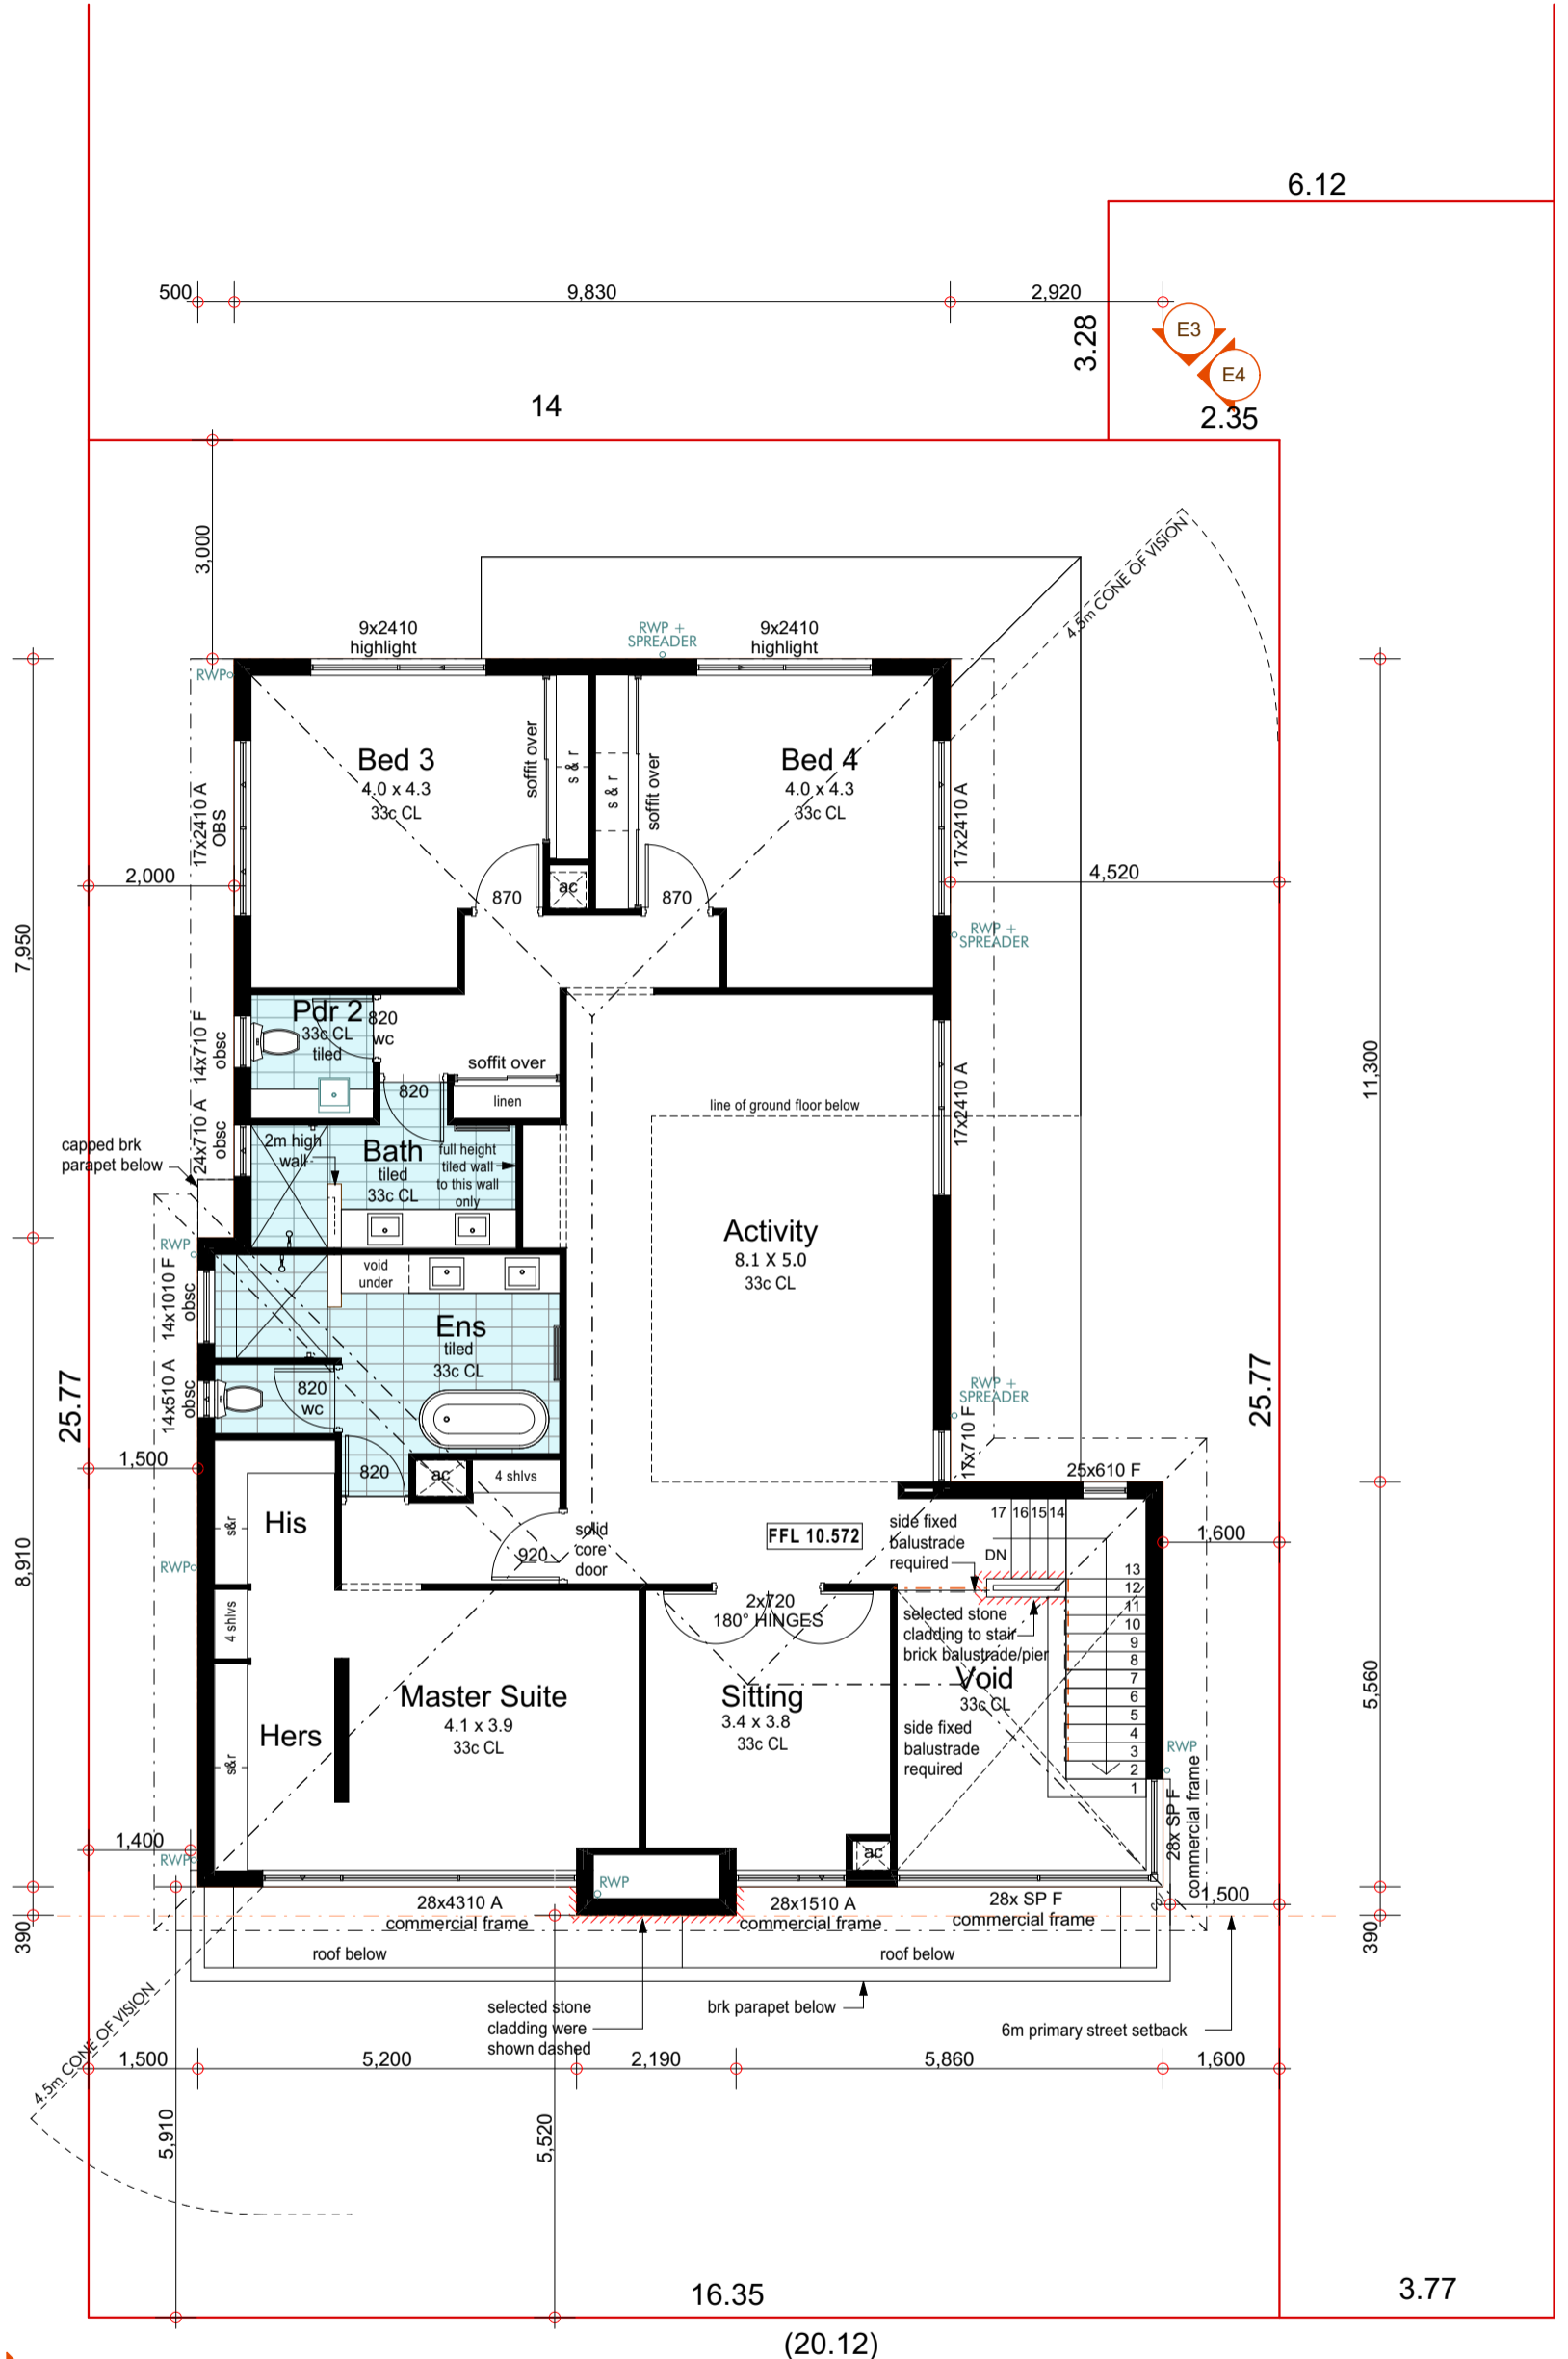 6.12
500
9,830
2,920
3.28
E3
E4
14
2.35
3,000
4.5m CONE OF VISION
9x2410
highlight
RWP +
SPREADER
9x2410
highlight
RWP
Bed 3
4.0 x 4.3
33c CL
soffit over
s & r
s & r
soffit over
Bed 4
4.0 x 4.3
33c CL
17x2410 A
OBS
17x2410 A
2,000
870
ac
870
4,520
7,950
RWP +
SPREADER
Pdr 2
33c CL
tiled
820
wc
14x710 F
obsc
soffit over
820
linen
line of ground floor below
17x2410 A
11,300
24x710 A
obsc
capped brk
parapet below
2m high
wall
Bath
tiled
33c CL
full height
tiled wall
to this wall
only
Activity
8.1 X 5.0
33c CL
RWP
void
under
14x1010 F
obsc
Ens
tiled
33c CL
25.77
14x510 A
obsc
820
wc
RWP +
SPREADER
25.77
17x710 F
1,500
820
ac
4 shlvs
25x610 F
His
s&r
solid
core
door
FFL 10.572
side fixed
balustrade
required
17
16
15
14
DN
1,600
920
RWP
8,910
13
12
11
10
9
8
7
6
5
4
3
2
1
2x720
180° HINGES
4 shlvs
selected stone
cladding to stair
brick balustrade/pier
Master Suite
4.1 x 3.9
33c CL
Sitting
3.4 x 3.8
33c CL
Void
33c CL
5,560
Hers
s&r
side fixed
balustrade
required
RWP
28x SP F
commercial frame
1,400
RWP
ac
RWP
28x4310 A
commercial frame
28x1510 A
commercial frame
28x SP F
commercial frame
1,500
390
390
roof below
roof below
4.5m CONE OF VISION
selected stone
cladding were
shown dashed
brk parapet below
6m primary street setback
1,500
5,200
2,190
5,860
1,600
5,910
5,520
16.35
3.77
(20.12)